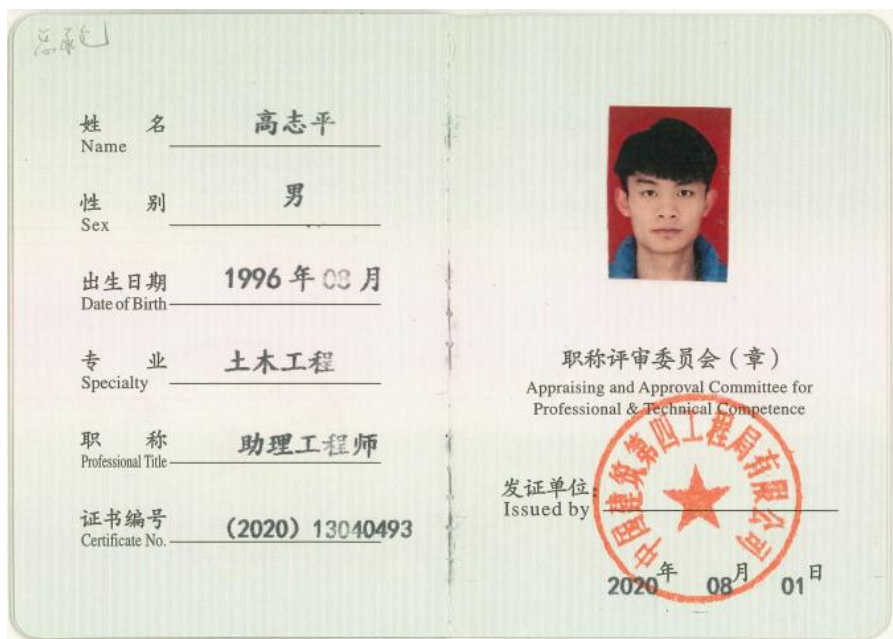 姓 名 高志平
Name
性 别 男
Sex
出生日期 1996 年 08 月
Date of Birth
专 业 土木工程
Specialty
职 称 助理工程师
Professional Title
证书编号 (2020) 13040493
Certificate No.
职称评审委员会（章）
Appraising and Approval Committee for
Professional & Technical Competence
中国建筑第四工程局有限公司
发证单位:
Issued by
2020 年 08 月 01 日